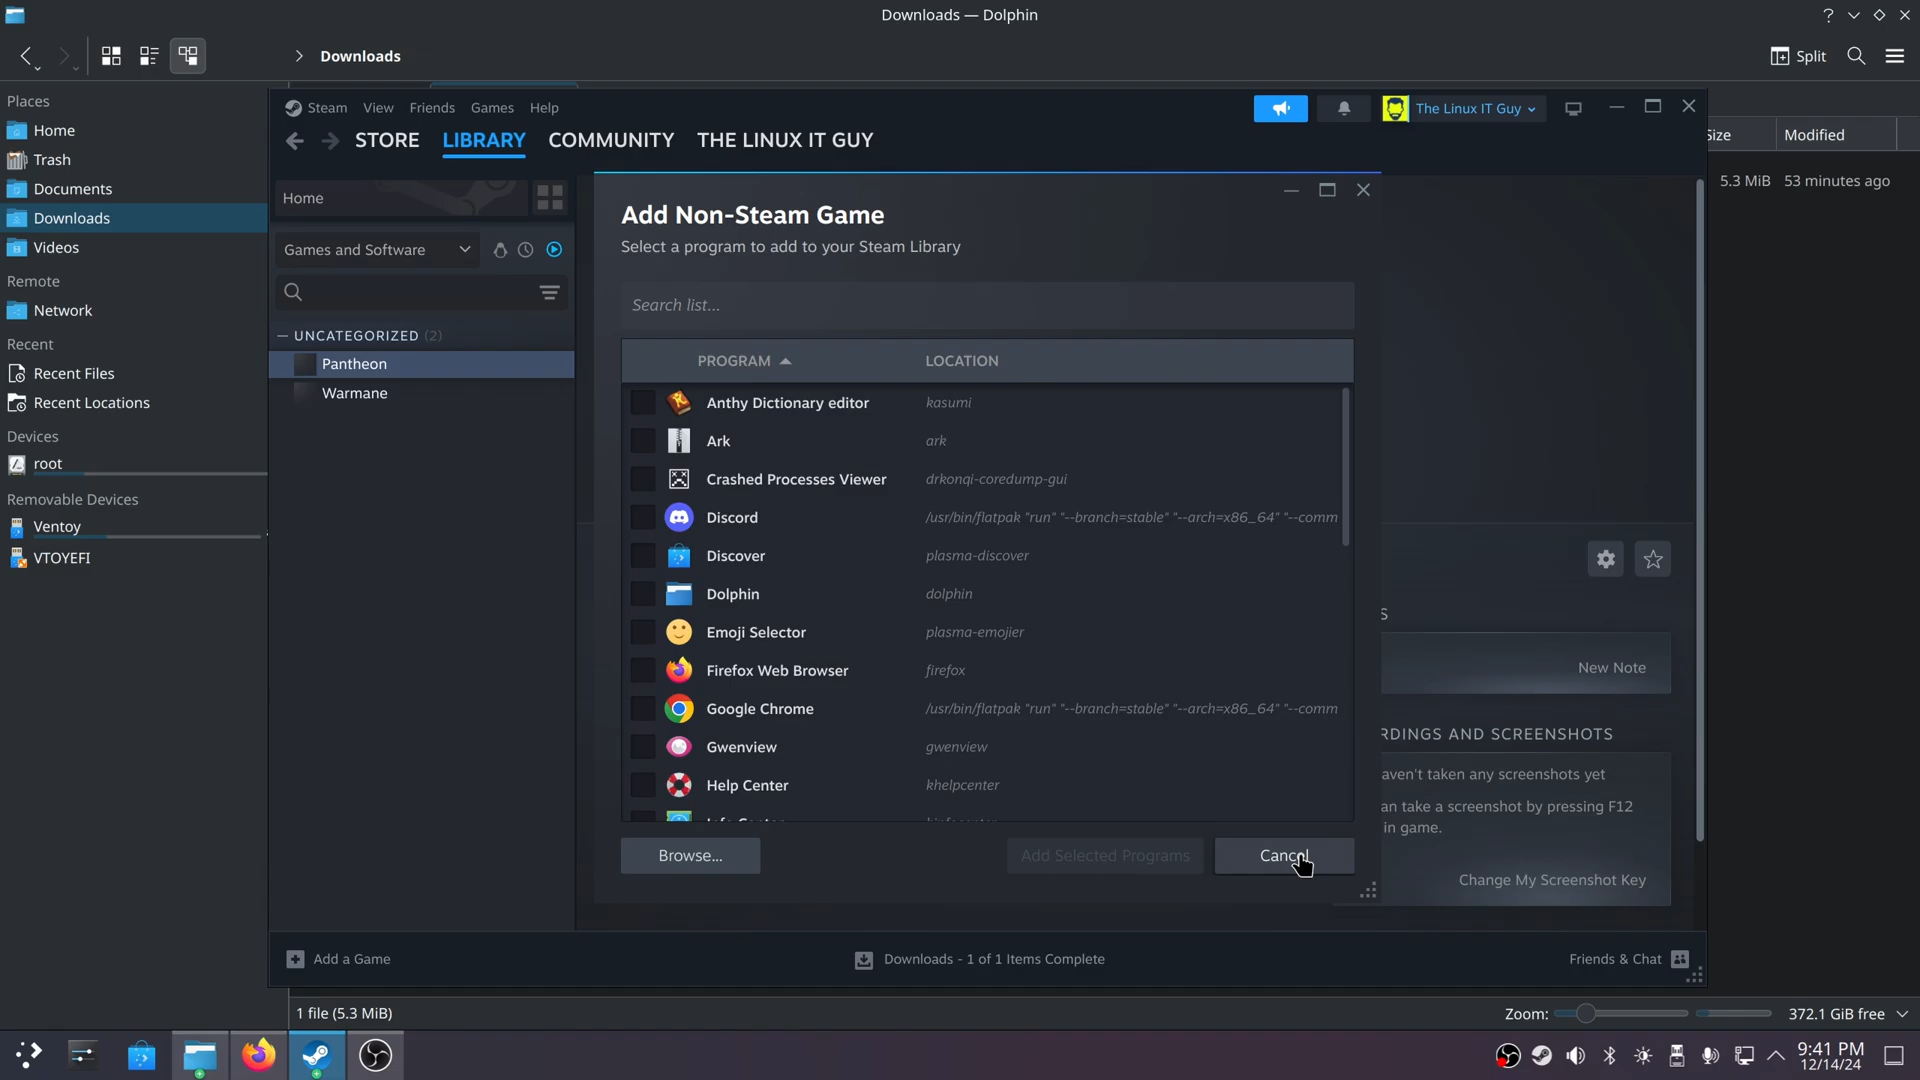 Downloads — Dolphin
Downloads
Split
Places
Home
Trash
Documents
Downloads
Videos
Remote
Network
Recent
Recent Files
Recent Locations
Devices
root
Removable Devices
Ventoy
VTOYEFI
Modified
5.3 MiB 53 minutes ago
Steam View Friends Games Help
The Linux IT Guy
STORE LIBRARY COMMUNITY THE LINUX IT GUY
Home
Games and Software
— UNCATEGORIZED (2)
Pantheon
Warmane
Add Non-Steam Game
Select a program to add to your Steam Library
Search list...
PROGRAM LOCATION
Anthy Dictionary editor kasumi
Ark ark
Crashed Processes Viewer drkonqi-coredump-gui
Discord /usr/bin/flatpak "run" "--branch=stable" "--arch=x86_64" "--comm
Discover plasma-discover
Dolphin dolphin
Emoji Selector plasma-emojier
Firefox Web Browser firefox
Google Chrome /usr/bin/flatpak "run" "--branch=stable" "--arch=x86_64" "--comm
Gwenview gwenview
Help Center khelpcenter
Browse... Add Selected Programs Cancel
S
New Note
RDINGS AND SCREENSHOTS
aven't taken any screenshots yet
an take a screenshot by pressing F12
in game.
Change My Screenshot Key
Add a Game
Downloads - 1 of 1 Items Complete
Friends & Chat
1 file (5.3 MiB)
Zoom:
372.1 GiB free
9:41 PM
12/14/24